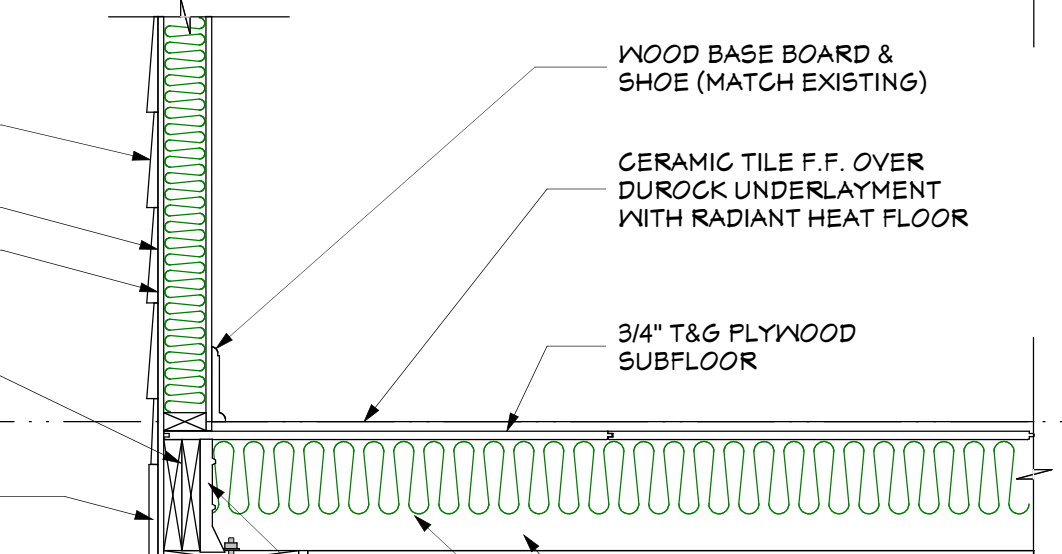 WOOD BASE BOARD &
SHOE (MATCH EXISTING)
CERAMIC TILE F.F. OVER
DUROCK UNDERLAYMENT
WITH RADIANT HEAT FLOOR
3/4" T&G PLYWOOD
SUBFLOOR